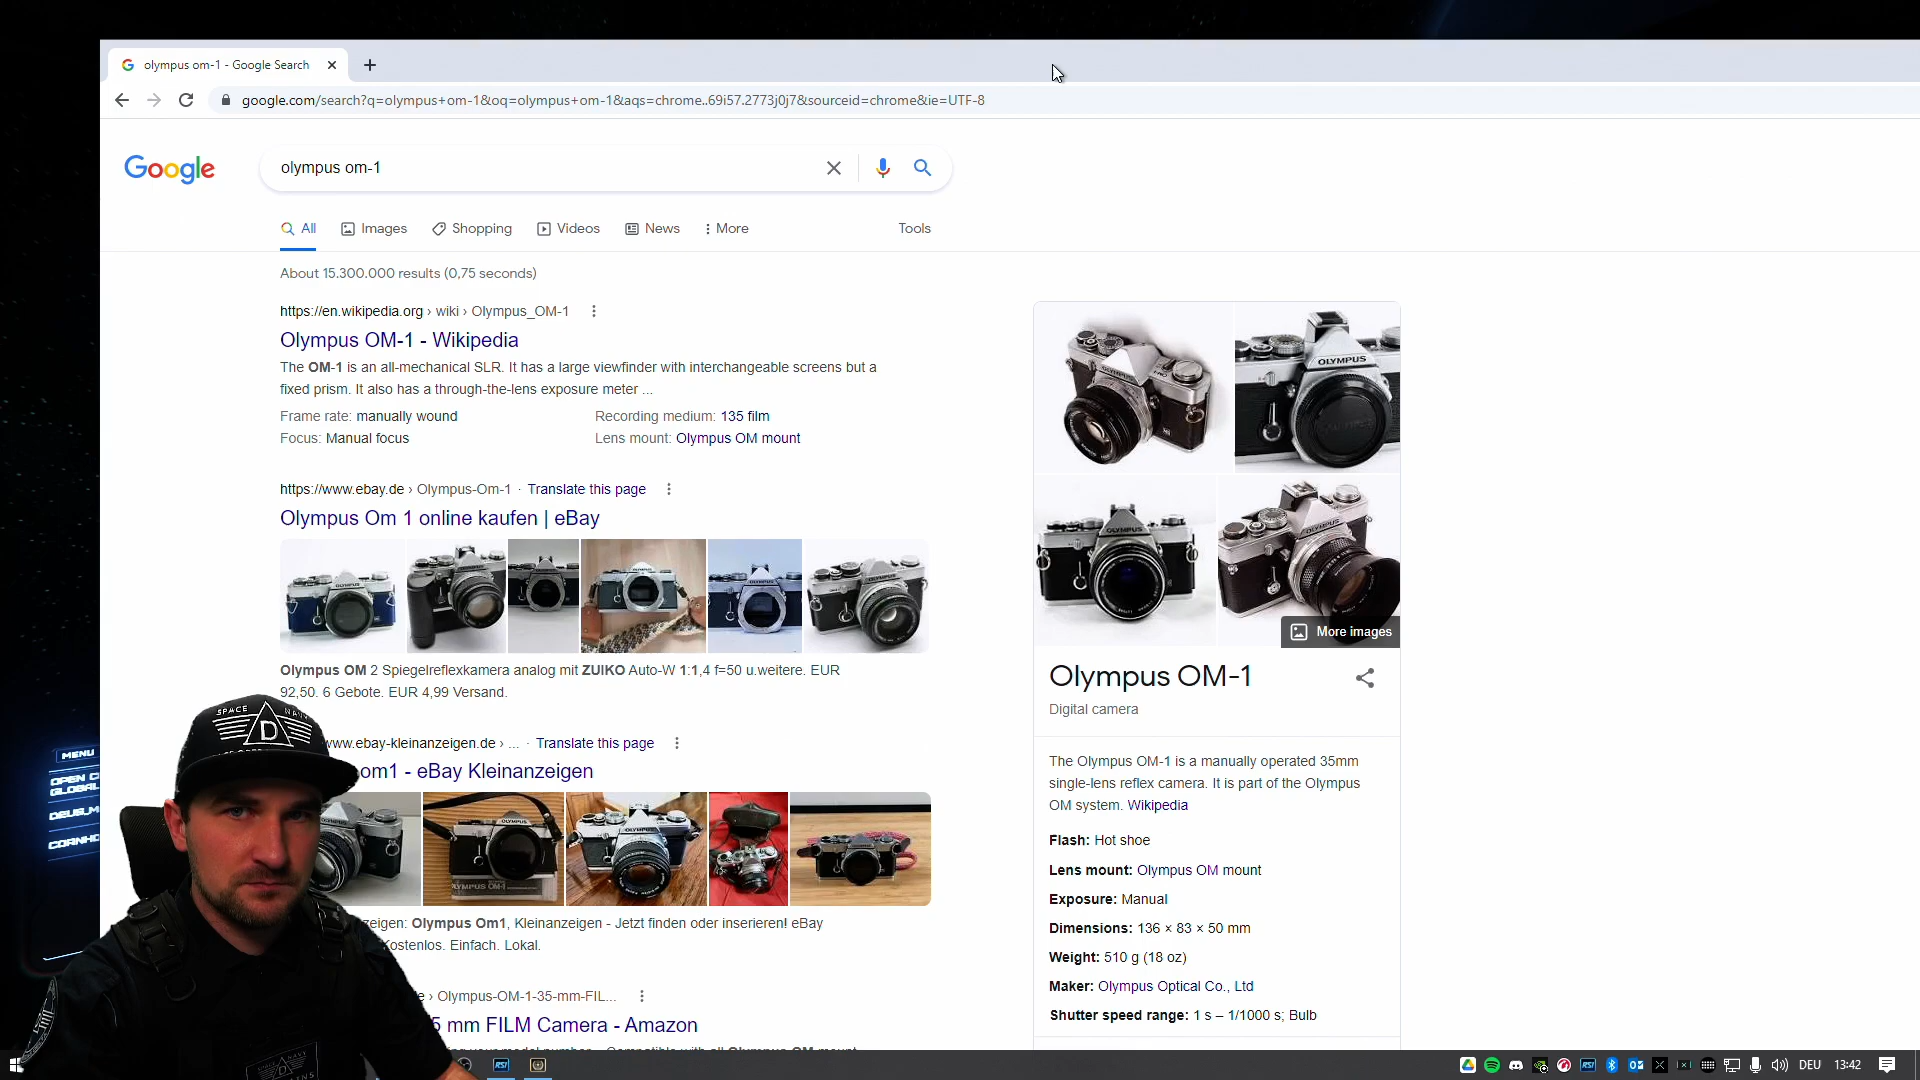 olympus om-1 - Google Search
google.com/search?q=olympus+om-1&oq=olympus+om-1&aqs=chrome..69i57.2773j0j7&sourceid=chrome&ie=UTF-8
Google
olympus om-1
All Images Shopping Videos News More Tools
About 15.300.000 results (0,75 seconds)
https://en.wikipedia.org › wiki › Olympus_OM-1
Olympus OM-1 - Wikipedia
The OM-1 is an all-mechanical SLR. It has a large viewfinder with interchangeable screens but a
fixed prism. It also has a through-the-lens exposure meter ...
Frame rate: manually wound Recording medium: 135 film
Focus: Manual focus Lens mount: Olympus OM mount
https://www.ebay.de › Olympus-Om-1 · Translate this page
Olympus Om 1 online kaufen | eBay
Olympus OM 2 Spiegelreflexkamera analog mit ZUIKO Auto-W 1:1,4 f=50 u.weitere. EUR
92,50. 6 Gebote. EUR 4,99 Versand.
www.ebay-kleinanzeigen.de › ... · Translate this page
om1 - eBay Kleinanzeigen
zeigen: Olympus Om1, Kleinanzeigen - Jetzt finden oder inserieren! eBay
Kostenlos. Einfach. Lokal.
› Olympus-OM-1-35-mm-FIL...
5 mm FILM Camera - Amazon
OLYMPUS
More images
Olympus OM-1
Digital camera
The Olympus OM-1 is a manually operated 35mm
single-lens reflex camera. It is part of the Olympus
OM system. Wikipedia
Flash: Hot shoe
Lens mount: Olympus OM mount
Exposure: Manual
Dimensions: 136 × 83 × 50 mm
Weight: 510 g (18 oz)
Maker: Olympus Optical Co., Ltd
Shutter speed range: 1 s – 1/1000 s; Bulb
MENU
OPEN C
GLOBAL
DEUS_M
CORNHO
SPACE NAVY
D
RSI
DEU 13:42